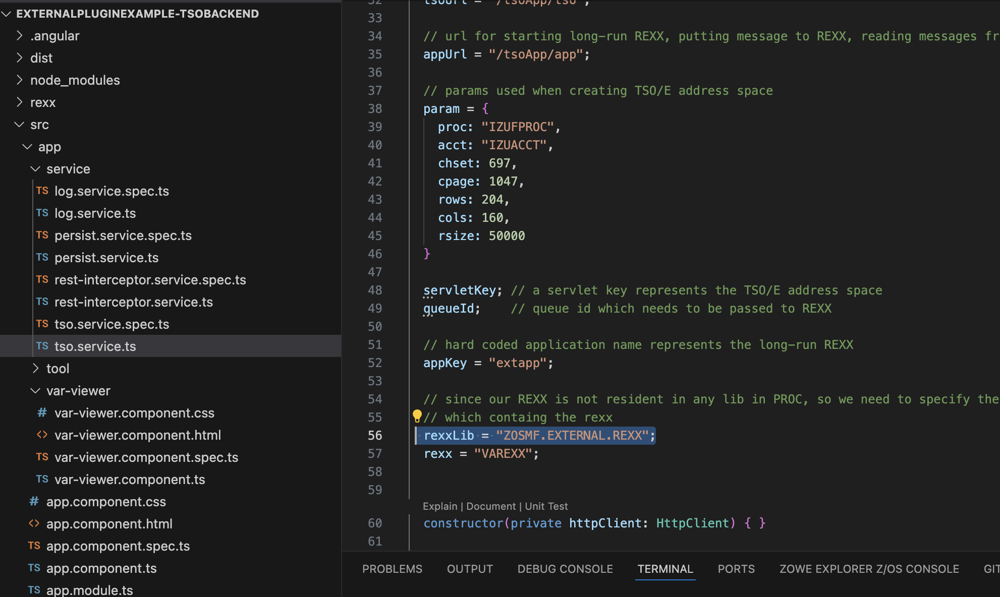 EXTERNALPLUGINEXAMPLE-TSOBACKEND
.angular
dist
node_modules
rexx
src
app
service
TS log.service.spec.ts
TS log.service.ts
TS persist.service.spec.ts
TS persist.service.ts
TS rest-interceptor.service.spec.ts
TS rest-interceptor.service.ts
TS tso.service.spec.ts
TS tso.service.ts
tool
var-viewer
# var-viewer.component.css
<> var-viewer.component.html
TS var-viewer.component.spec.ts
TS var-viewer.component.ts
# app.component.css
<> app.component.html
TS app.component.spec.ts
TS app.component.ts
TS app.module.ts
32 tsoUrl = "/tsoApp/tso";
33
34 // url for starting long-run REXX, putting message to REXX, reading messages fr
35 appUrl = "/tsoApp/app";
36
37 // params used when creating TSO/E address space
38 param = {
39 proc: "IZUFPROC",
40 acct: "IZUACCT",
41 chset: 697,
42 cpage: 1047,
43 rows: 204,
44 cols: 160,
45 rsize: 50000
46 }
47
48 servletKey; // a servlet key represents the TSO/E address space
49 queueId; // queue id which needs to be passed to REXX
50
51 // hard coded application name represents the long-run REXX
52 appKey = "extapp";
53
54 // since our REXX is not resident in any lib in PROC, so we need to specify the
55 // which containg the rexx
56 rexxLib = "ZOSMF.EXTERNAL.REXX";
57 rexx = "VAREXX";
58
59
Explain | Document | Unit Test
60 constructor(private httpClient: HttpClient) { }
61
PROBLEMS OUTPUT DEBUG CONSOLE TERMINAL PORTS ZOWE EXPLORER Z/OS CONSOLE GIT